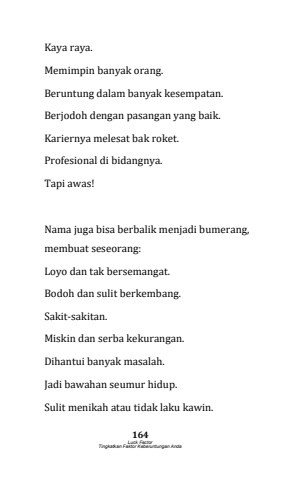 Kaya raya.
Memimpin banyak orang.
Beruntung dalam banyak kesempatan.
Berjodoh dengan pasangan yang baik.
Kariernya melesat bak roket.
Profesional di bidangnya.
Tapi awas!
Nama juga bisa berbalik menjadi bumerang,
membuat seseorang:
Loyo dan tak bersemangat.
Bodoh dan sulit berkembang.
Sakit-sakitan.
Miskin dan serba kekurangan.
Dihantui banyak masalah.
Jadi bawahan seumur hidup.
Sulit menikah atau tidak laku kawin.
164
Luck Factor
Tingkatkan Faktor Keberuntungan Anda